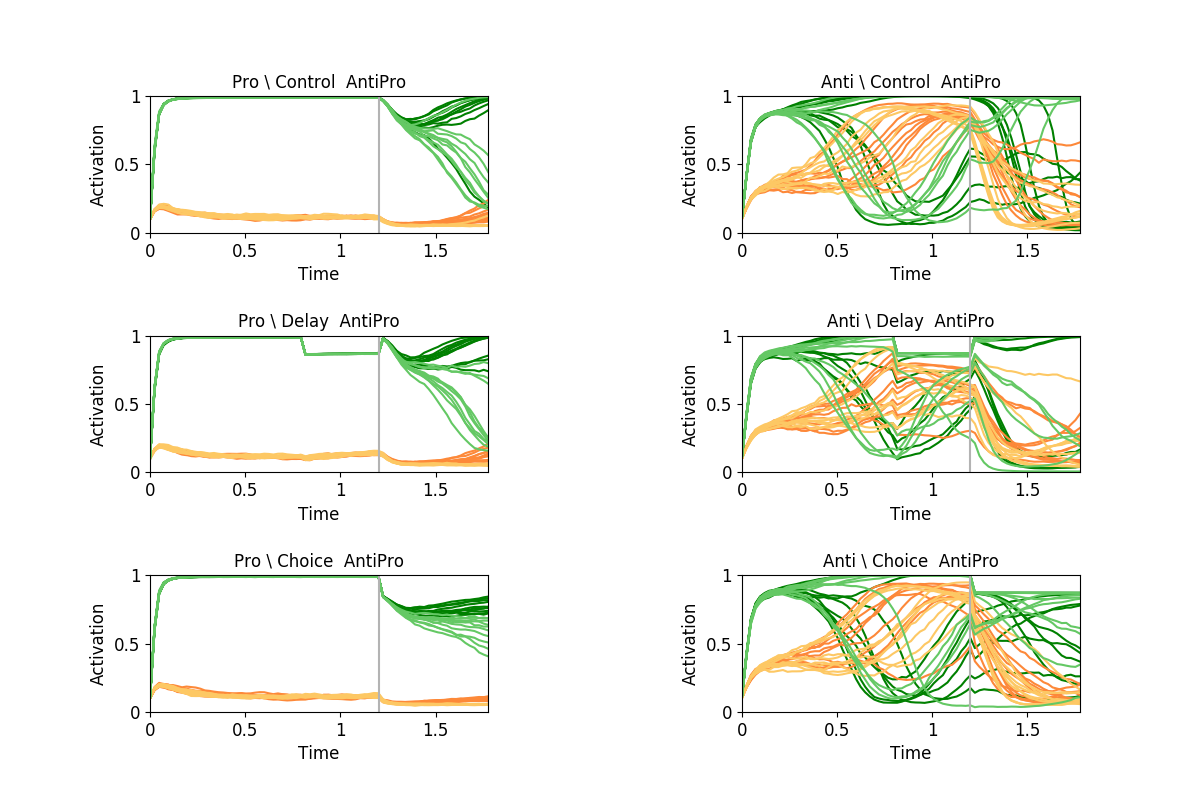 Pro \ Control  AntiPro
Activation
1
0.5
0
0 0.5 1 1.5
Time
Anti \ Control  AntiPro
Activation
1
0.5
0
0 0.5 1 1.5
Time
Pro \ Delay  AntiPro
Activation
1
0.5
0
0 0.5 1 1.5
Time
Anti \ Delay  AntiPro
Activation
1
0.5
0
0 0.5 1 1.5
Time
Pro \ Choice  AntiPro
Activation
1
0.5
0
0 0.5 1 1.5
Time
Anti \ Choice  AntiPro
Activation
1
0.5
0
0 0.5 1 1.5
Time